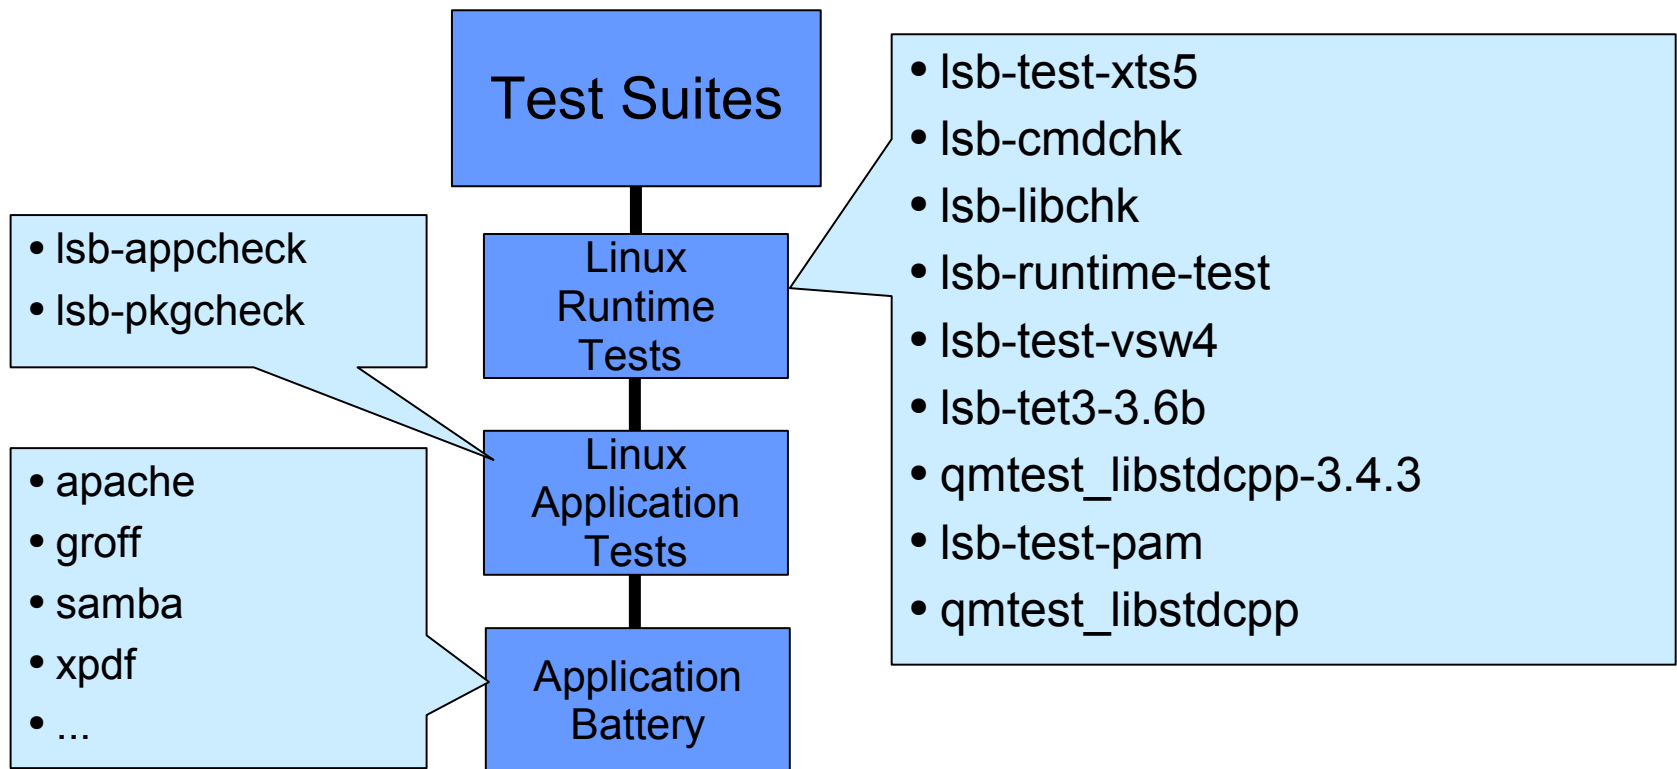 Test Suites
• lsb-test-xts5
• lsb-cmdchk
• lsb-libchk
• lsb-runtime-test
• lsb-test-vsw4
• lsb-tet3-3.6b
• qmtest_libstdcpp-3.4.3
• lsb-test-pam
• qmtest_libstdcpp
Linux
Runtime
Tests
• lsb-appcheck
• lsb-pkgcheck
Linux
Application
Tests
• apache
• groff
• samba
• xpdf
• ...
Application
Battery